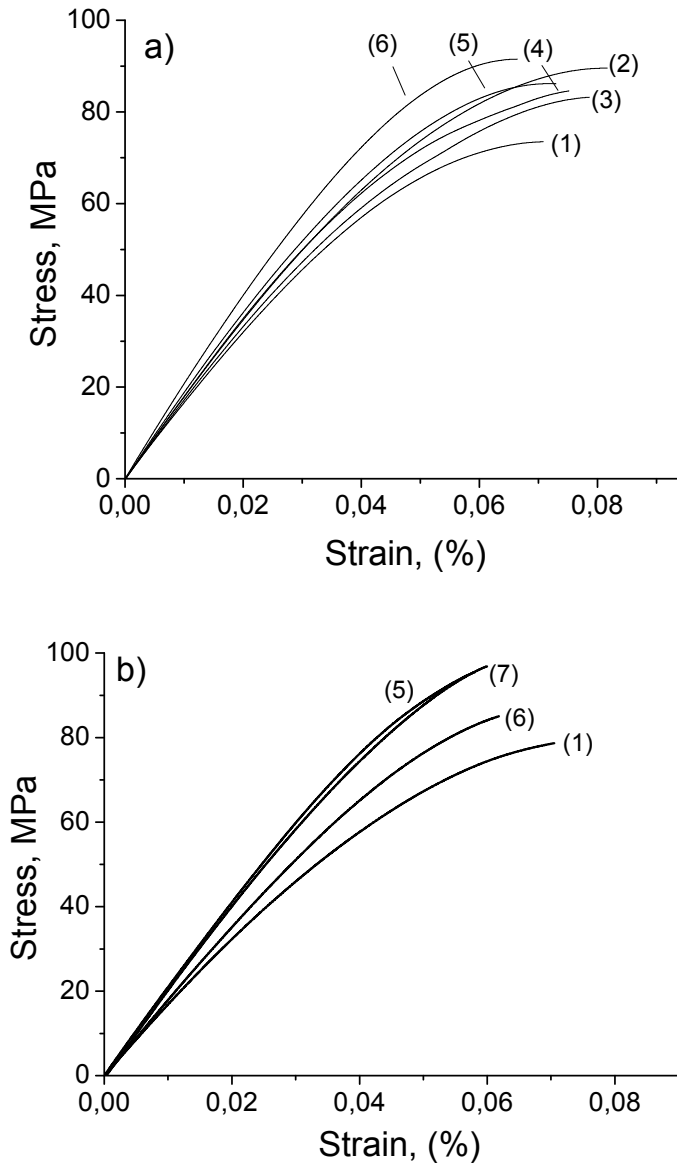 a)
(6)
(5)
(4)
(2)
(3)
(1)
100
80
60
40
20
0
Stress, MPa
0,00 0,02 0,04 0,06 0,08
Strain, (%)
b)
(5)
(7)
(6)
(1)
100
80
60
40
20
0
Stress, MPa
0,00 0,02 0,04 0,06 0,08
Strain, (%)